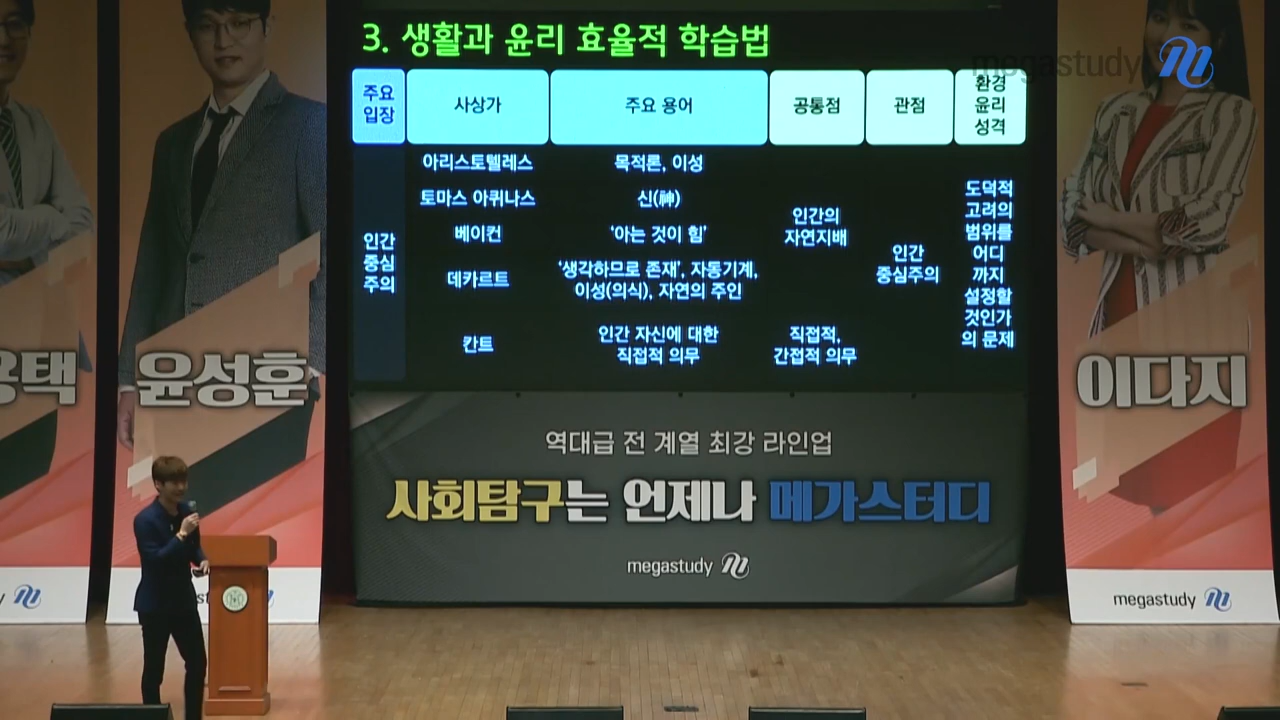 3. 생활과 윤리 효율적 학습법
megastudy
주요
입장
사상가
주요 용어
공통점
관점
환경
윤리
성격
인간
중심
주의
아리스토텔레스
목적론, 이성
토마스 아퀴나스
신(神)
베이컨
'아는 것이 힘'
데카르트
'생각하므로 존재', 자동기계,
이성(의식), 자연의 주인
칸트
인간 자신에 대한
직접적 의무
인간의
자연지배
직접적,
간접적 의무
인간
중심주의
도덕적
고려의
범위를
어디
까지
설정할
것인가
의 문제
윤성훈
이다지
역대급 전 계열 최강 라인업
사회탐구는 언제나 메가스터디
megastudy
megastudy